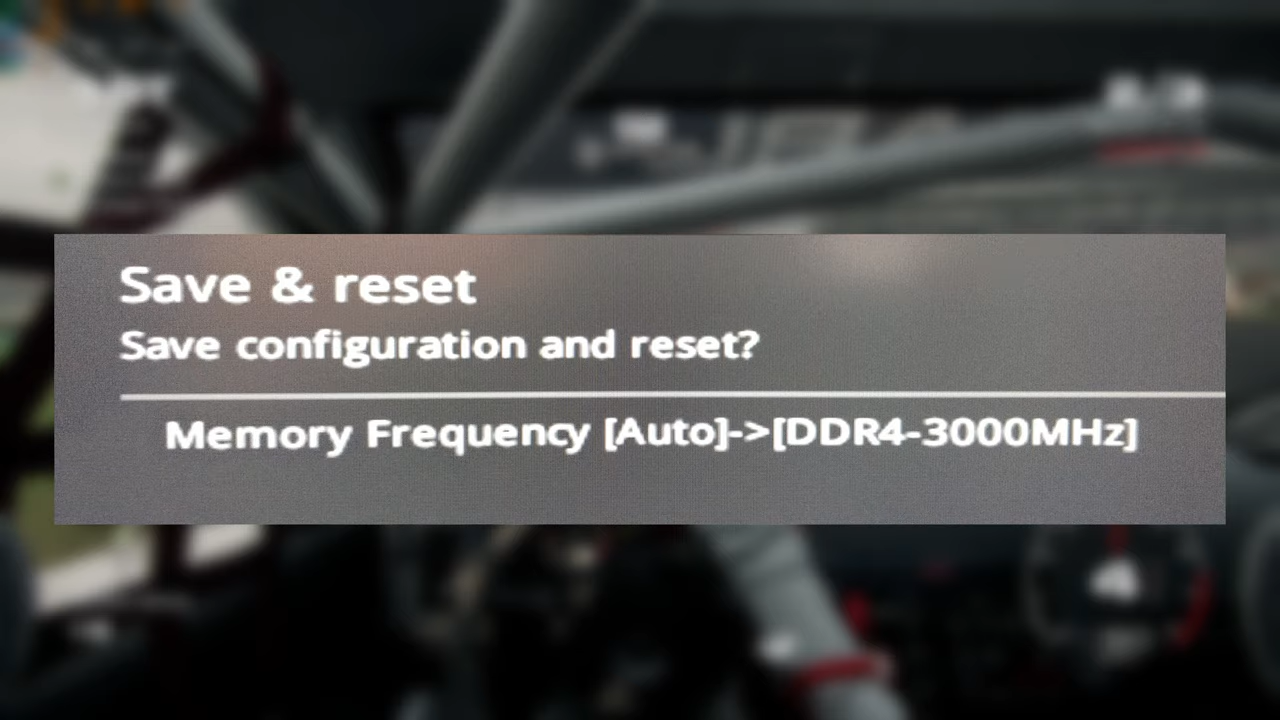 Save & reset
Save configuration and reset?
Memory Frequency [Auto]->[DDR4-3000MHz]